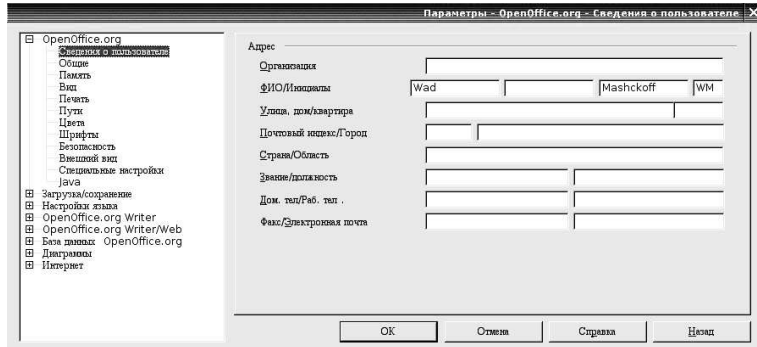 Параметры - OpenOffice.org - Сведения о пользователе X
OpenOffice.org
Сведения о пользователе
Общие
Память
Вид
Печать
Пути
Цвета
Шрифты
Безопасность
Внешний вид
Специальные настройки
Java
Загрузка/сохранение
Настройки языка
OpenOffice.org Writer
OpenOffice.org Writer/Web
База данных OpenOffice.org
Диаграммы
Интернет
Адрес
Организация
ФИО/Инициалы Wad Mashckoff WM
Улица, дом/квартира
Почтовый индекс/Город
Страна/Область
Звание/должность
Дом. тел/Раб. тел .
Факс/Электронная почта
OK Отмена Справка Назад